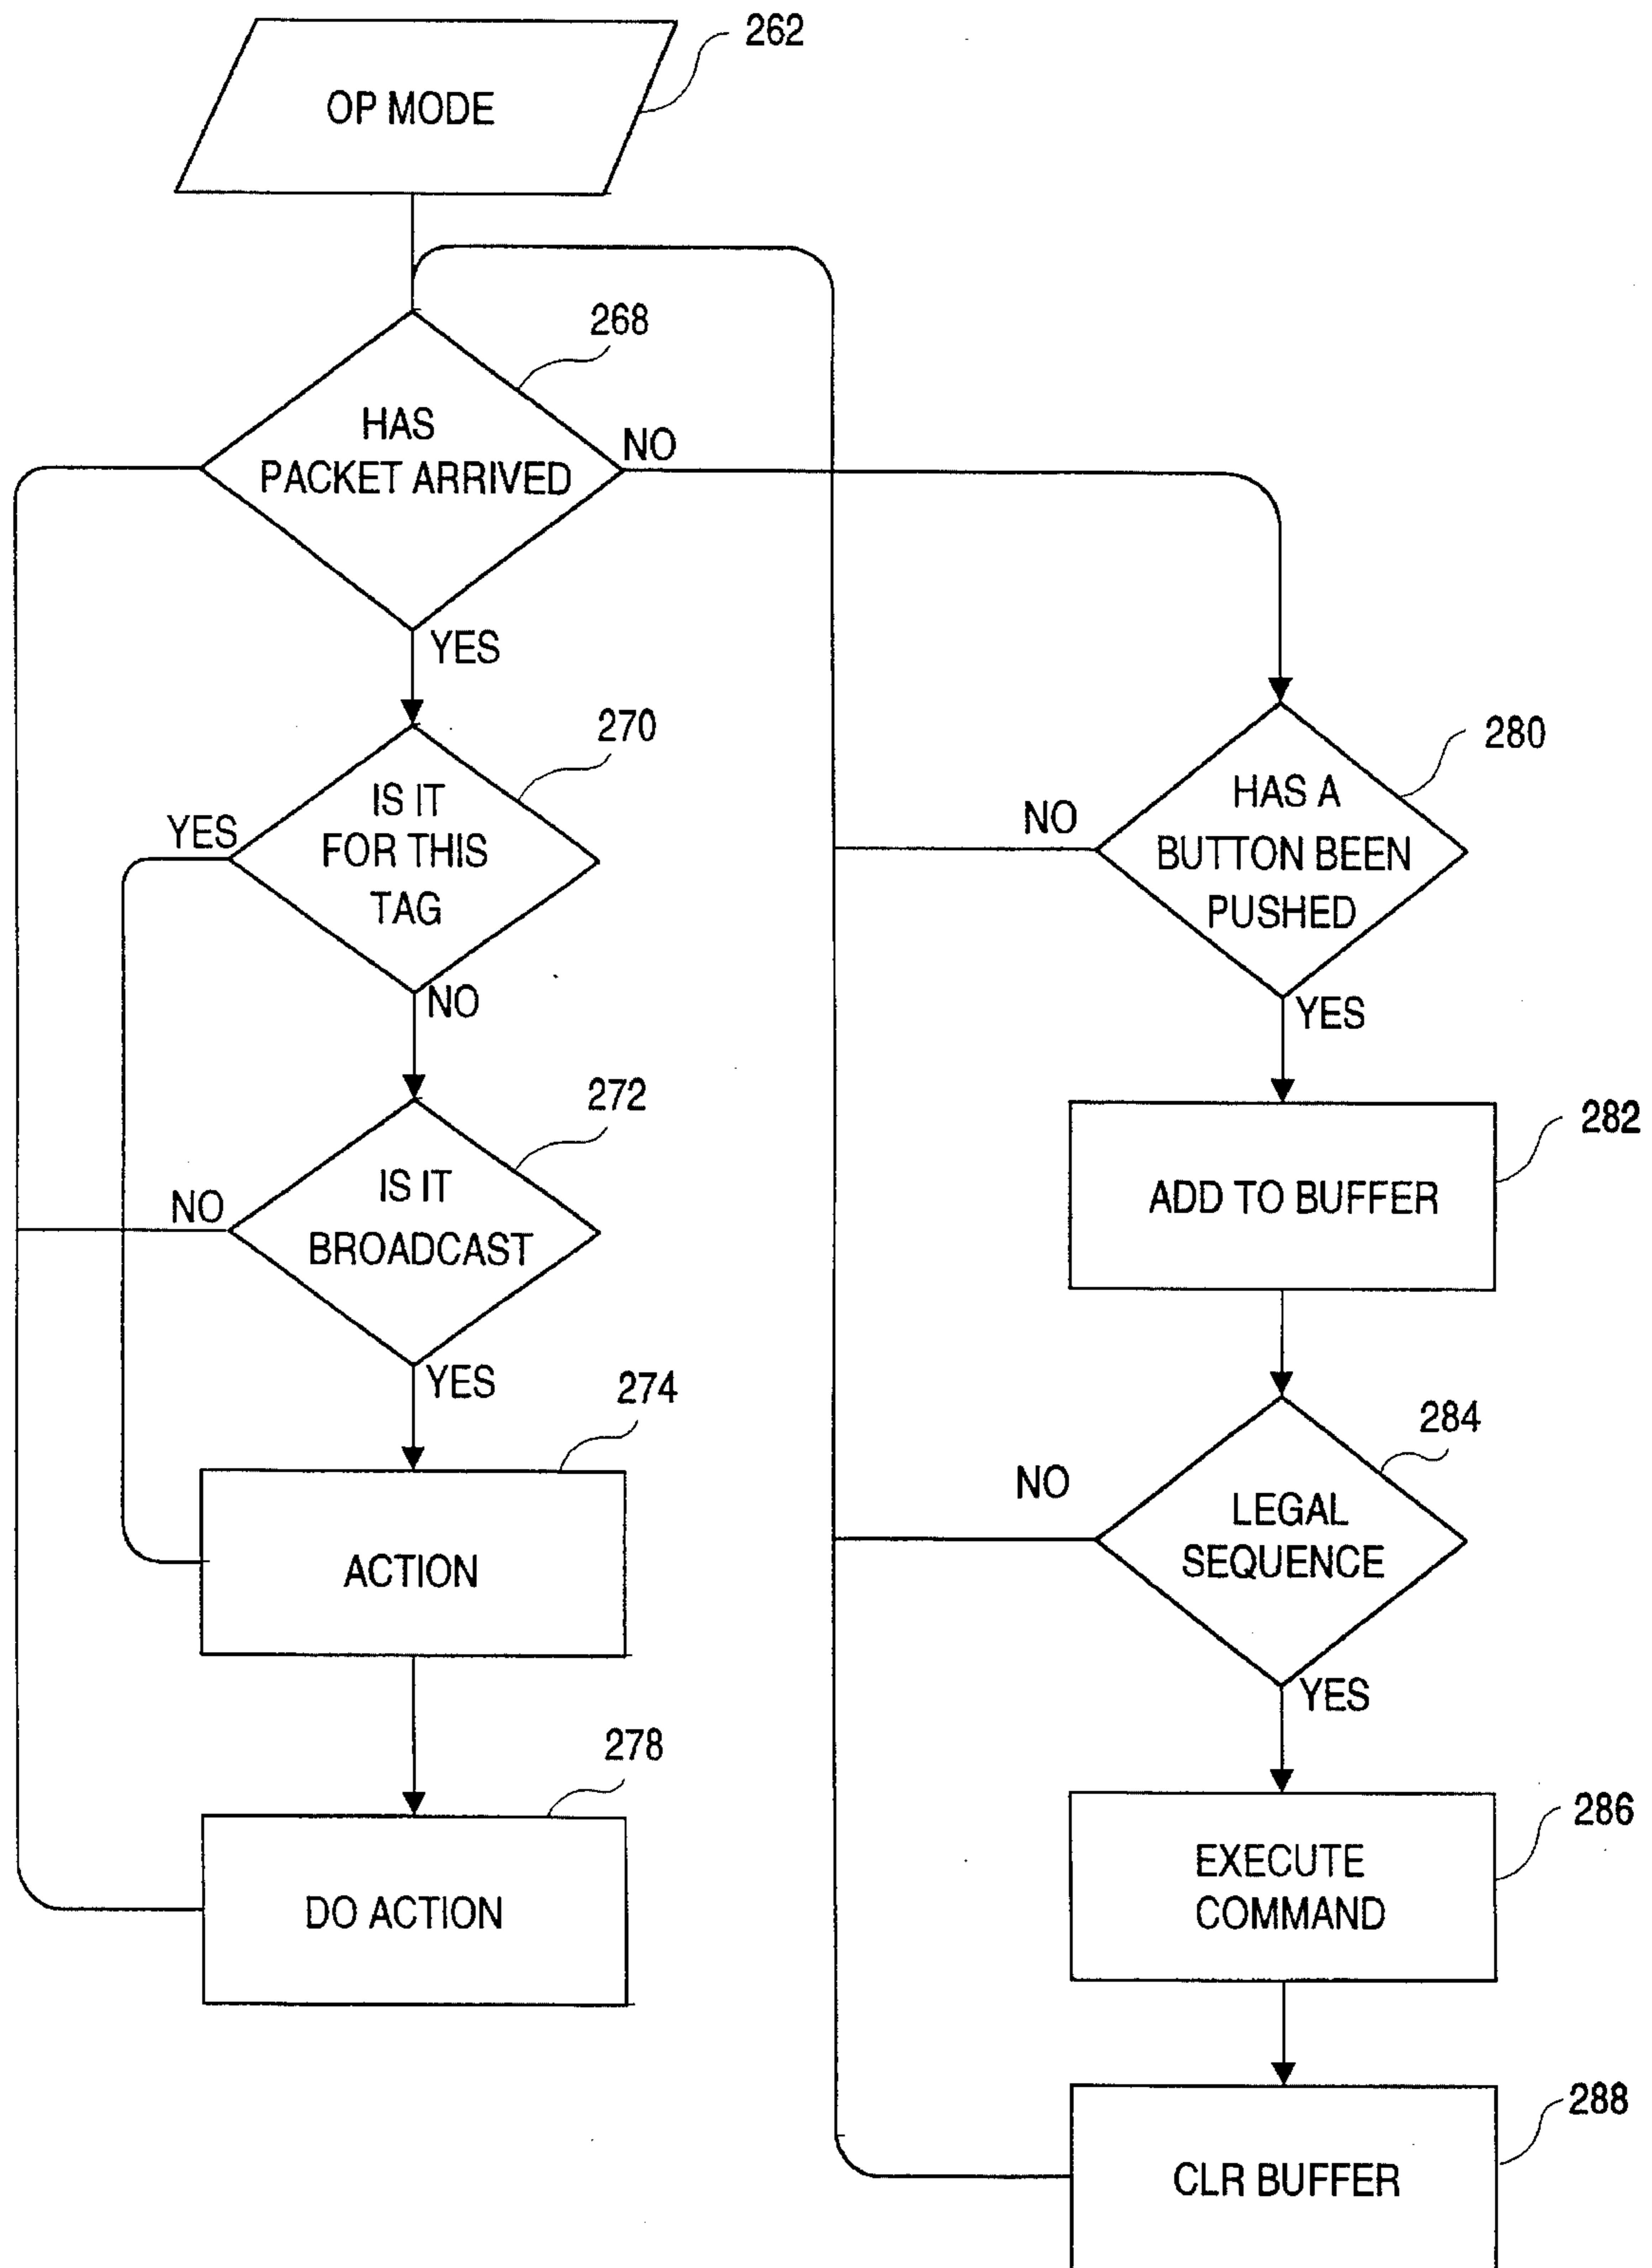 262
OP MODE
268
HAS
PACKET ARRIVED
NO
YES
270
IS IT
FOR THIS
TAG
YES
NO
272
IS IT
BROADCAST
NO
YES
274
ACTION
278
DO ACTION
280
HAS A
BUTTON BEEN
PUSHED
NO
YES
282
ADD TO BUFFER
284
LEGAL
SEQUENCE
NO
YES
286
EXECUTE
COMMAND
288
CLR BUFFER